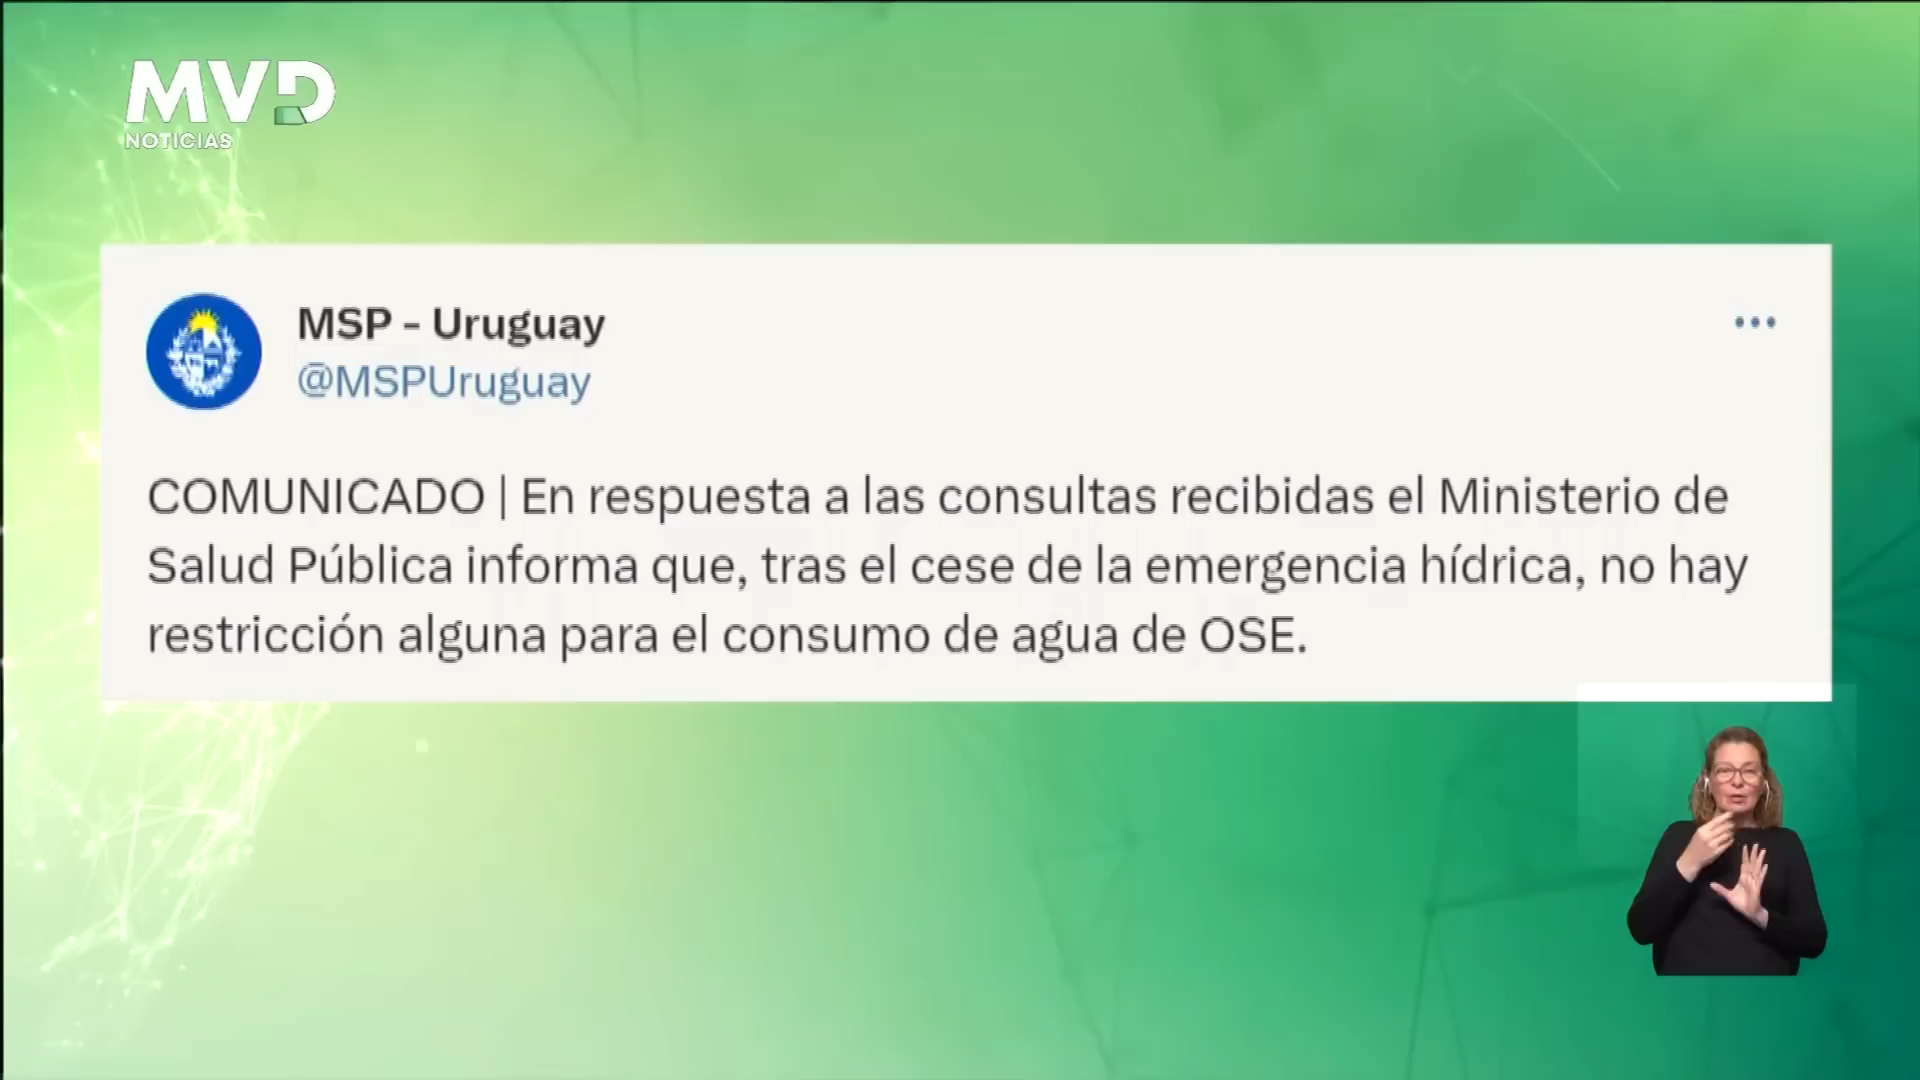 MVD
NOTICIAS
MSP - Uruguay
@MSPUruguay
COMUNICADO | En respuesta a las consultas recibidas el Ministerio de
Salud Pública informa que, tras el cese de la emergencia hídrica, no hay
restricción alguna para el consumo de agua de OSE.